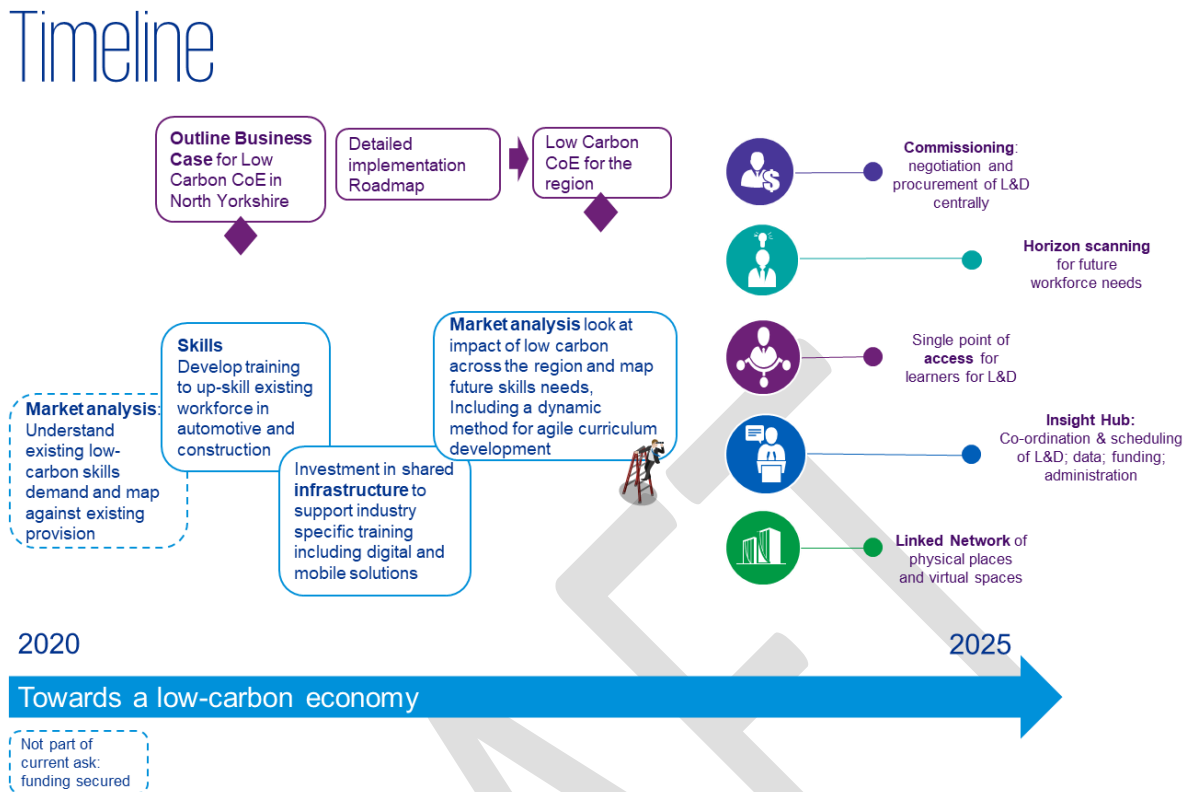 Timeline
Outline Business
Case for Low
Carbon CoE in
North Yorkshire
Detailed
implementation
Roadmap
Low Carbon
CoE for the
region
Market analysis:
Understand
existing low-
carbon skills
demand and map
against existing
provision
Skills
Develop training
to up-skill existing
workforce in
automotive and
construction
Investment in shared
infrastructure to
support industry
specific training
including digital and
mobile solutions
Market analysis look at
impact of low carbon
across the region and map
future skills needs,
Including a dynamic
method for agile curriculum
development
Commissioning:
negotiation and
procurement of L&D
centrally
Horizon scanning
for future
workforce needs
Single point of
access for
learners for L&D
Insight Hub:
Co-ordination & scheduling
of L&D; data; funding;
administration
Linked Network of
physical places
and virtual spaces
2020
2025
Towards a low-carbon economy
Not part of
current ask:
funding secured